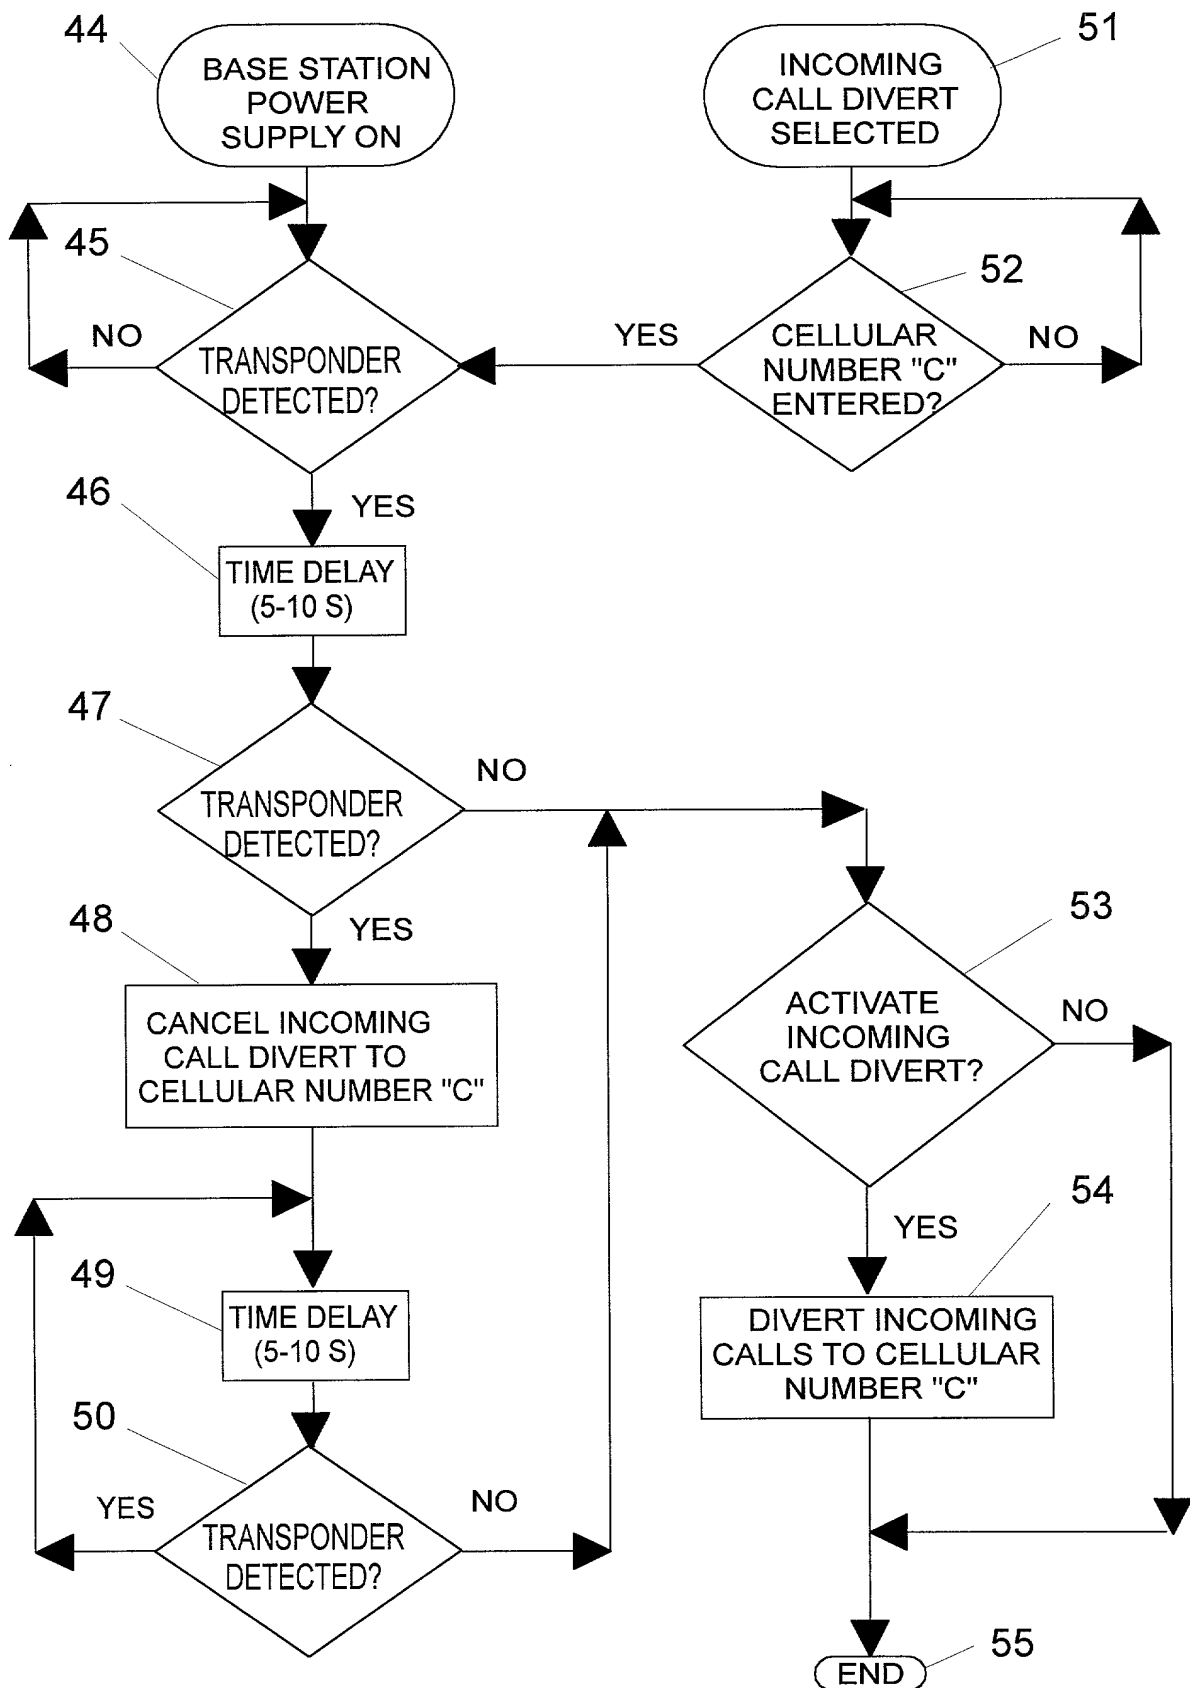 44
BASE STATION
POWER
SUPPLY ON
51
INCOMING
CALL DIVERT
SELECTED
45
TRANSPONDER
DETECTED?
NO
YES
52
CELLULAR
NUMBER "C"
ENTERED?
NO
YES
46
TIME DELAY
(5-10 S)
47
TRANSPONDER
DETECTED?
NO
YES
48
CANCEL INCOMING
CALL DIVERT TO
CELLULAR NUMBER "C"
53
ACTIVATE
INCOMING
CALL DIVERT?
NO
YES
49
TIME DELAY
(5-10 S)
54
DIVERT INCOMING
CALLS TO CELLULAR
NUMBER "C"
50
YES
TRANSPONDER
DETECTED?
NO
END
55